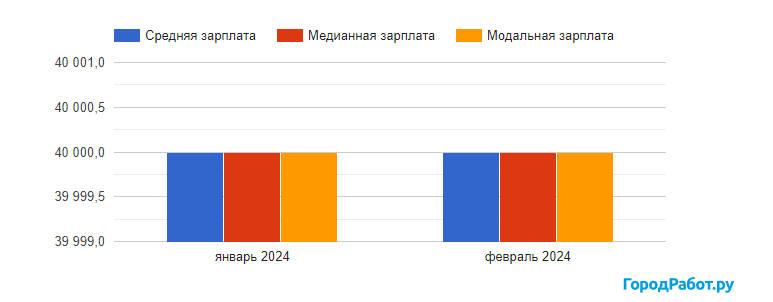 Средняя зарплата Медианная зарплата Модальная зарплата
40 001,0
40 000,5
40 000,0
39 999,5
39 999,0
январь 2024 февраль 2024
ГородРабот.ру